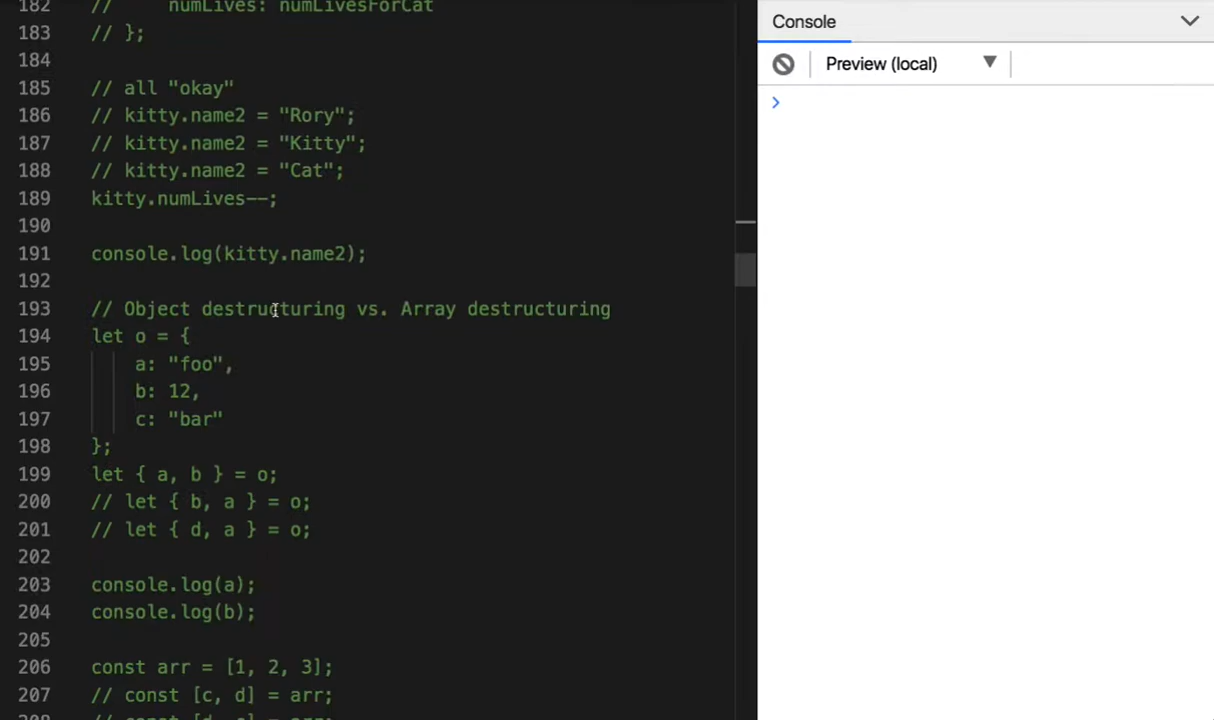 182 //     numLives: numLivesForCat
183 // };
184
185 // all "okay"
186 // kitty.name2 = "Rory";
187 // kitty.name2 = "Kitty";
188 // kitty.name2 = "Cat";
189 kitty.numLives--;
190
191 console.log(kitty.name2);
192
193 // Object destructuring vs. Array destructuring
194 let o = {
195     a: "foo",
196     b: 12,
197     c: "bar"
198 };
199 let { a, b } = o;
200 // let { b, a } = o;
201 // let { d, a } = o;
202
203 console.log(a);
204 console.log(b);
205
206 const arr = [1, 2, 3];
207 // const [c, d] = arr;
Console
Preview (local)